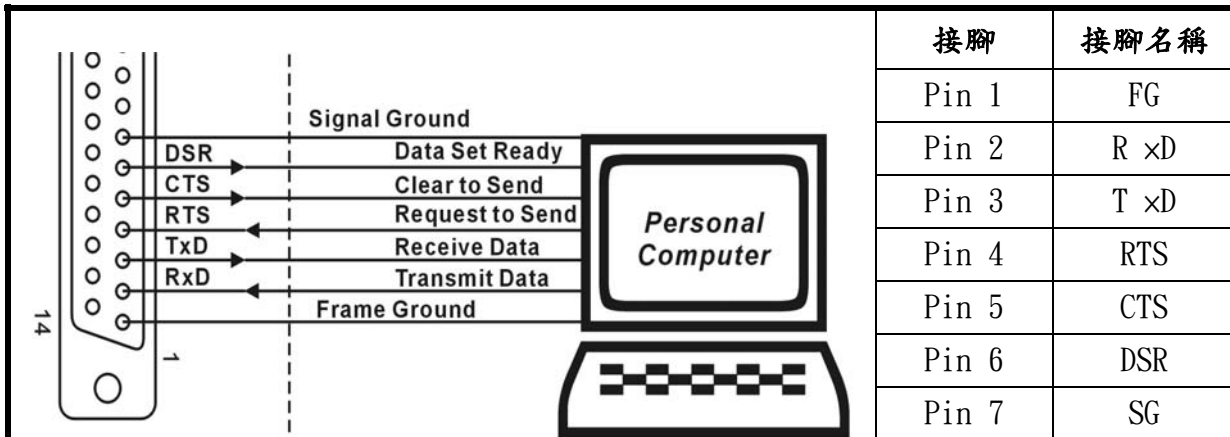 Signal Ground
DSR
Data Set Ready
CTS
Clear to Send
RTS
Request to Send
TxD
Receive Data
RxD
Transmit Data
Frame Ground
14
1
Personal
Computer
接腳 接腳名稱
Pin 1 FG
Pin 2 R ×D
Pin 3 T ×D
Pin 4 RTS
Pin 5 CTS
Pin 6 DSR
Pin 7 SG